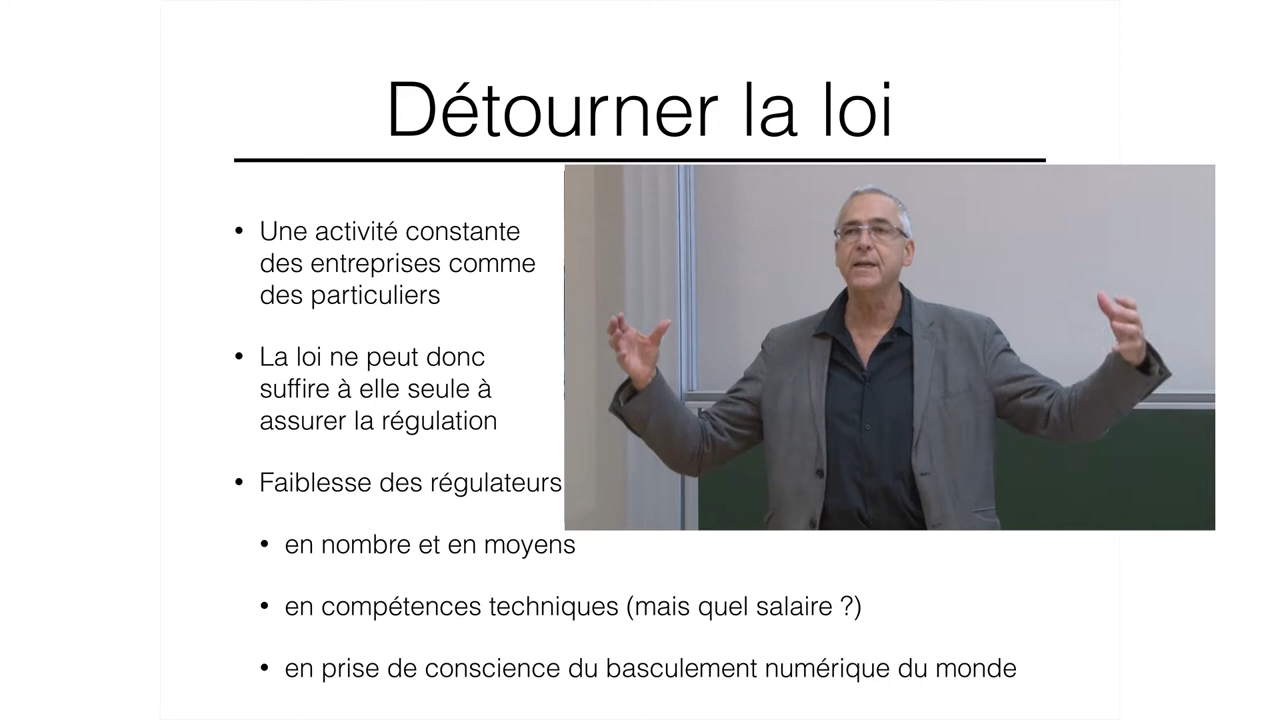 Détourner la loi
• Une activité constante
des entreprises comme
des particuliers
• La loi ne peut donc
suffire à elle seule à
assurer la régulation
• Faiblesse des régulateurs
• en nombre et en moyens
• en compétences techniques (mais quel salaire ?)
• en prise de conscience du basculement numérique du monde